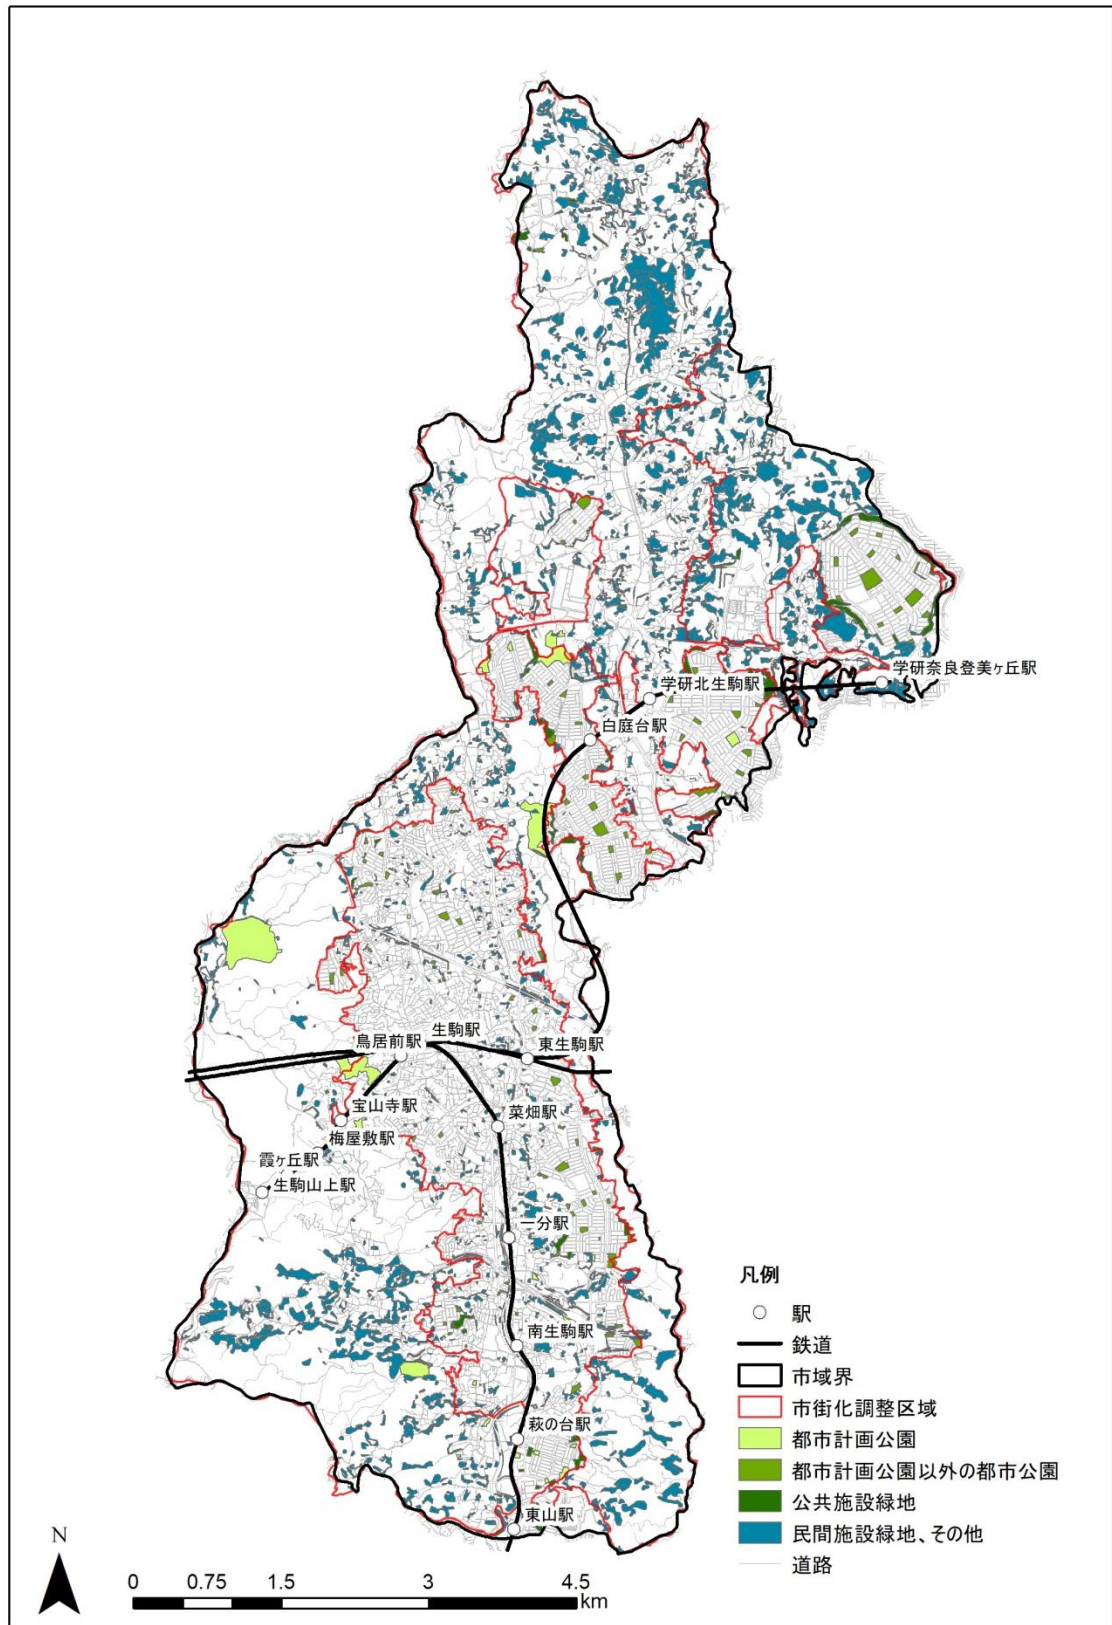 学研奈良登美ヶ丘駅
学研北生駒駅
白庭台駅
生駒駅
鳥居前駅
東生駒駅
宝山寺駅
菜畑駅
梅屋敷駅
霞ヶ丘駅
生駒山上駅
一分駅
南生駒駅
萩の台駅
東山駅
凡例
駅
鉄道
市域界
市街化調整区域
都市計画公園
都市計画公園以外の都市公園
公共施設緑地
民間施設緑地、その他
道路
N
0 0.75 1.5 3 4.5
km